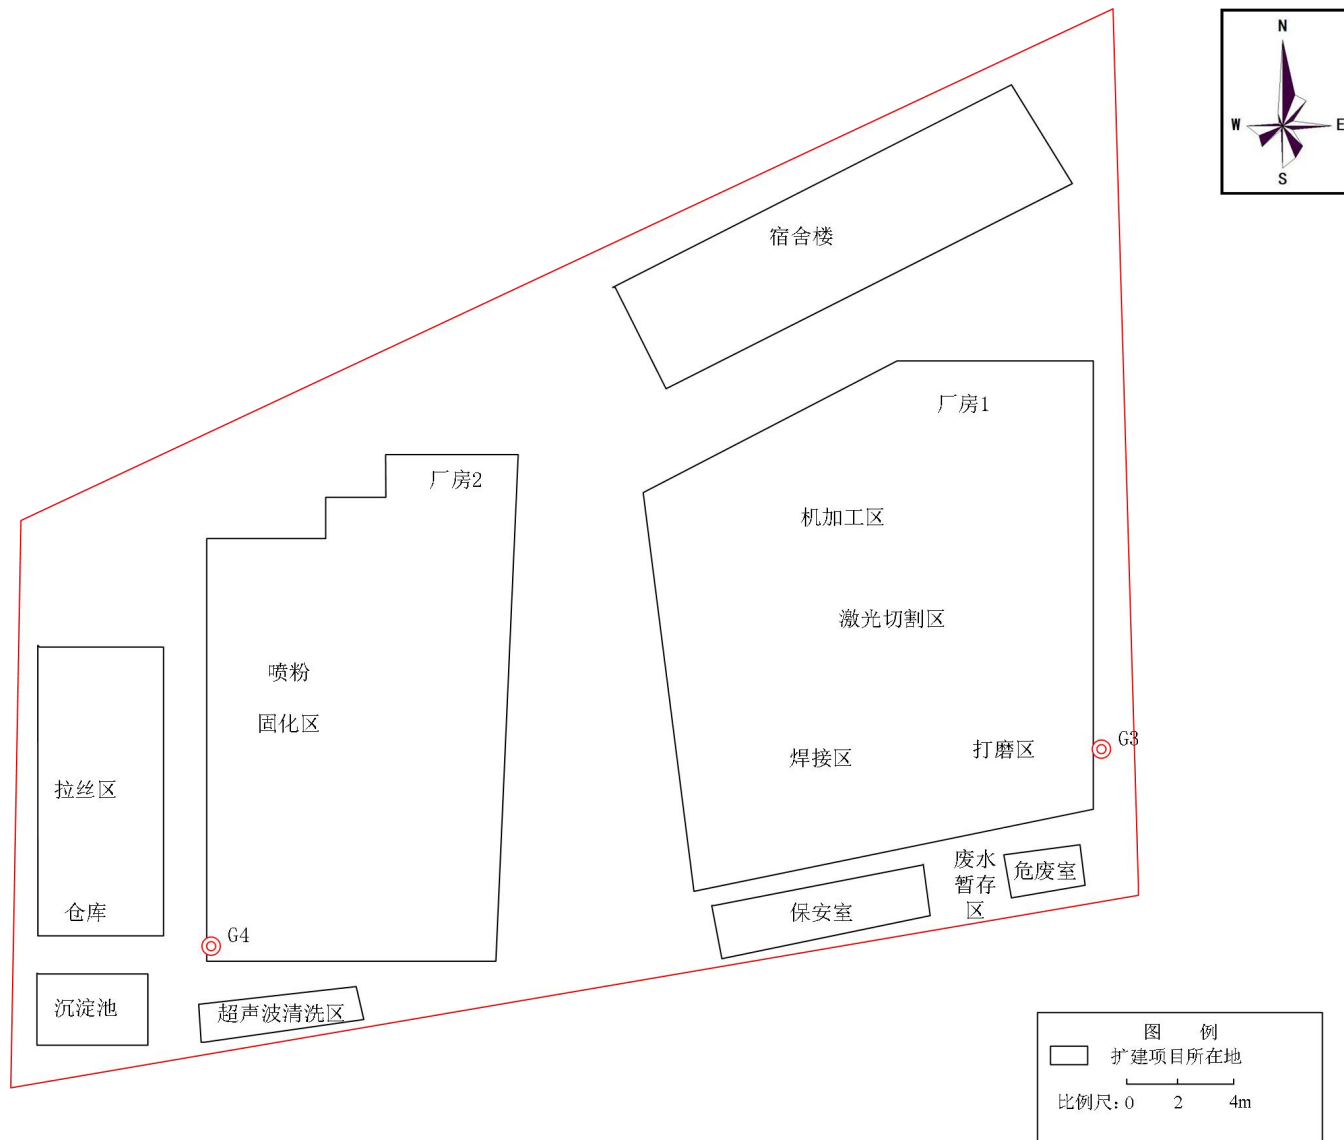 N
W
E
S
宿舍楼
厂房1
厂房2
机加工区
激光切割区
喷粉
固化区
焊接区
打磨区
G3
拉丝区
仓库
G4
废水
暂存
区
危废室
保安室
沉淀池
超声波清洗区
图 例
扩建项目所在地
比例尺: 0 2 4m